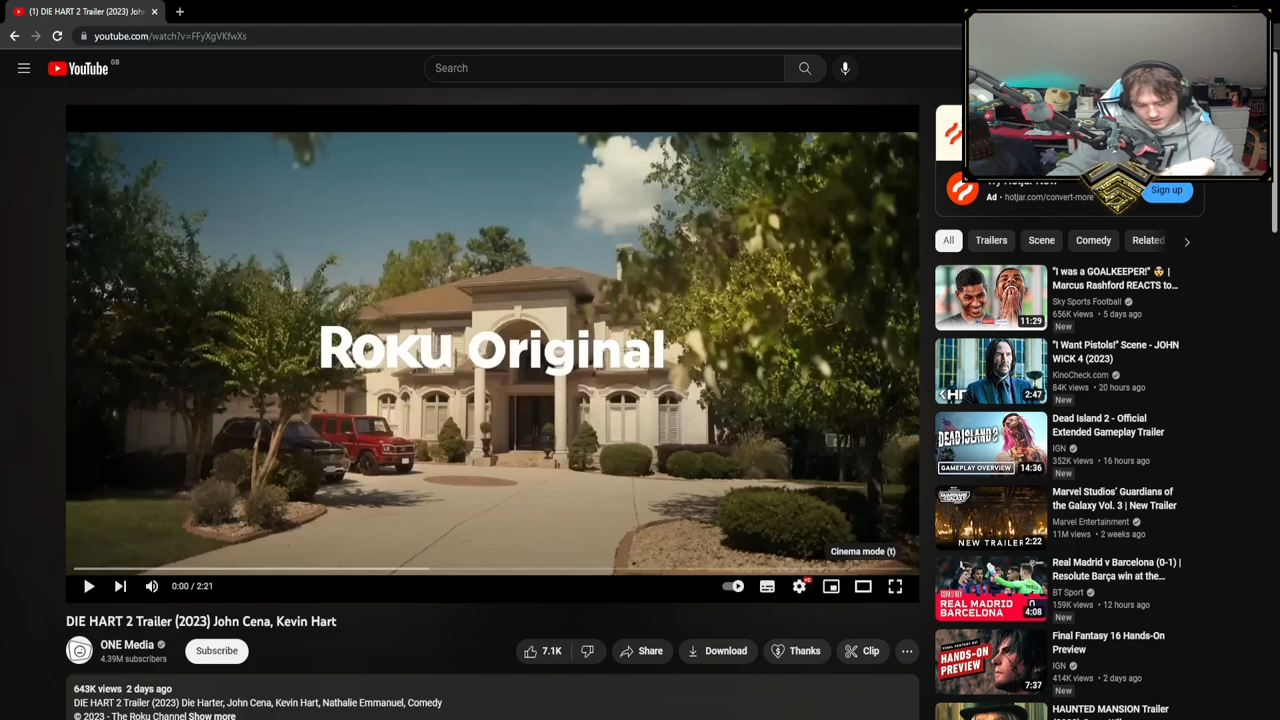 (1) DIE HART 2 Trailer (2023) Joh
youtube.com/watch?v=FFyXgVKfwXs
YouTube GB
Search
Roku Original
Cinema mode (t)
0:00 / 2:21
HD
DIE HART 2 Trailer (2023) John Cena, Kevin Hart
ONE Media
4.39M subscribers
Subscribe
7.1K
Share
Download
Thanks
Clip
643K views 2 days ago
DIE HART 2 Trailer (2023) Die Harter, John Cena, Kevin Hart, Nathalie Emmanuel, Comedy
© 2023 - The Roku Channel Show more
Ad · hotjar.com/convert-more
Sign up
All
Trailers
Scene
Comedy
Related
11:29
"I was a GOALKEEPER!" 🤯 |
Marcus Rashford REACTS to...
Sky Sports Football
656K views • 5 days ago
New
2:47
"I Want Pistols!" Scene - JOHN
WICK 4 (2023)
KinoCheck.com
84K views • 20 hours ago
New
DEAD ISLAND 2
GAMEPLAY OVERVIEW
14:36
Dead Island 2 - Official
Extended Gameplay Trailer
IGN
352K views • 16 hours ago
New
NEW TRAILER
2:22
Marvel Studios' Guardians of
the Galaxy Vol. 3 | New Trailer
Marvel Entertainment
11M views • 2 weeks ago
COPA DEL REY
REAL MADRID
BARCELONA
4:08
Real Madrid v Barcelona (0-1) |
Resolute Barça win at the...
BT Sport
159K views • 12 hours ago
New
HANDS-ON
PREVIEW
7:37
Final Fantasy 16 Hands-On
Preview
IGN
414K views • 2 days ago
New
HAUNTED MANSION Trailer